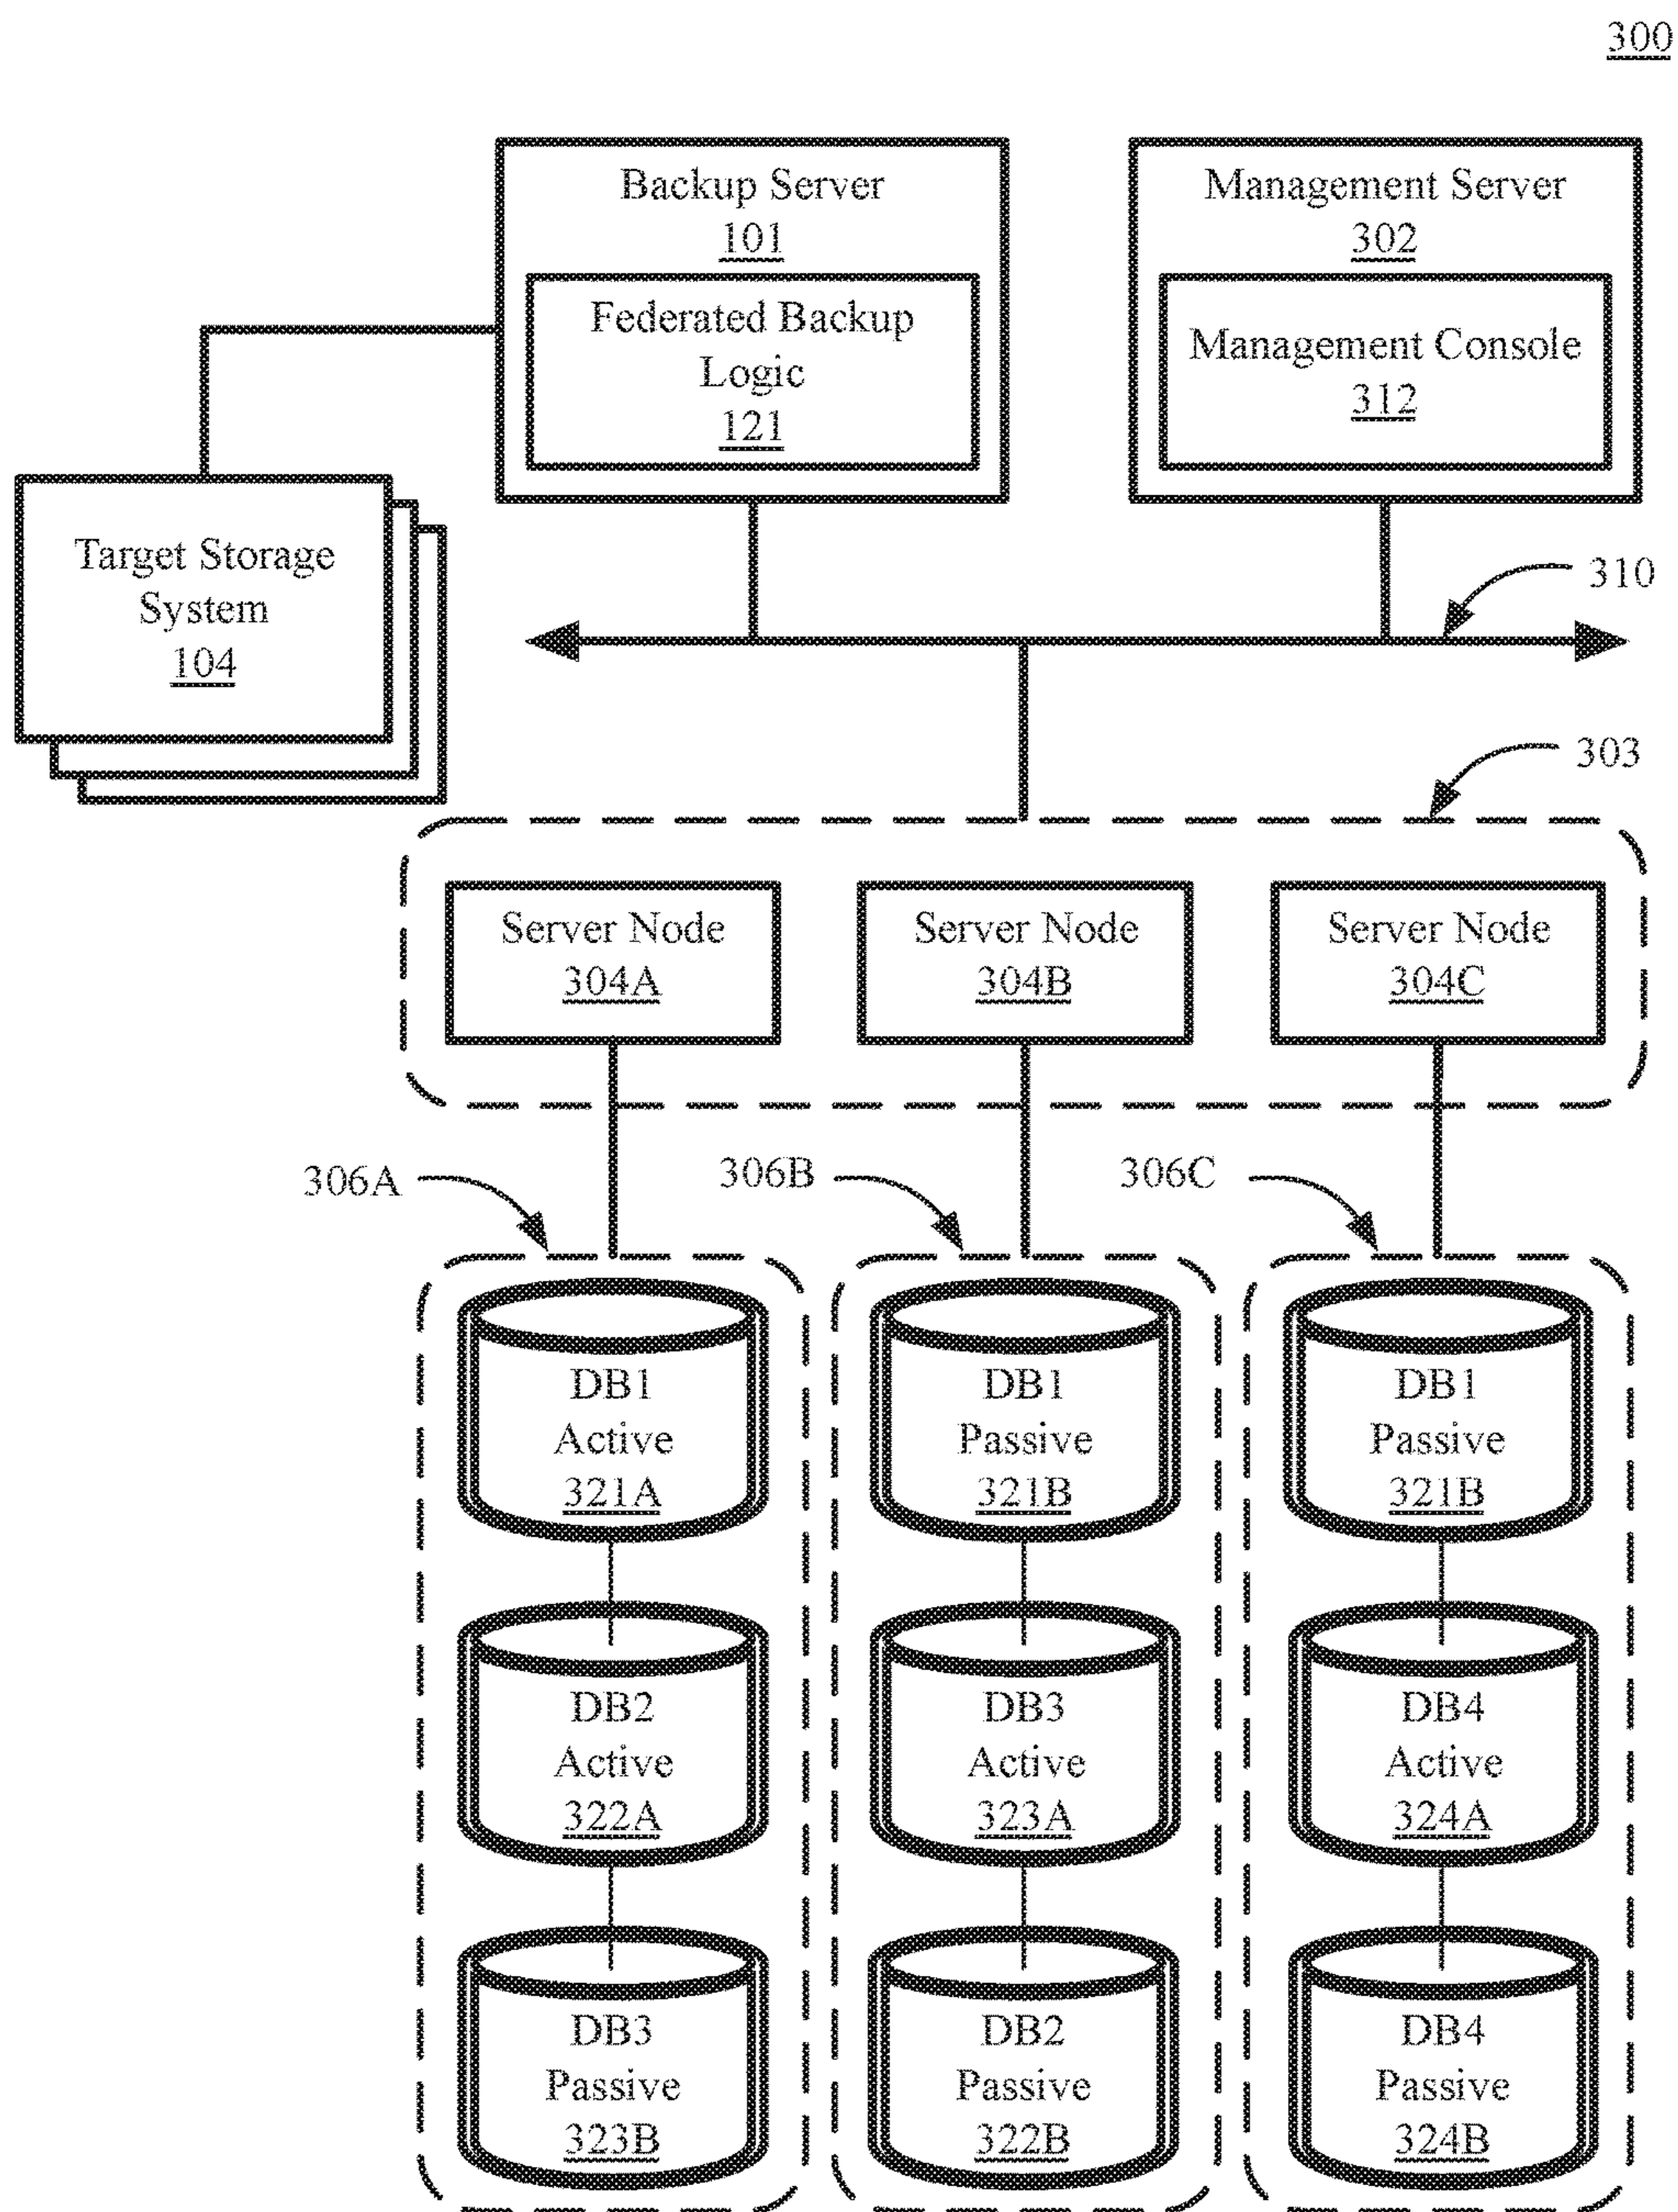 300
Backup Server
101
Federated Backup
Logic
121
Management Server
302
Management Console
312
Target Storage
System
104
310
303
Server Node
304A
Server Node
304B
Server Node
304C
306A
306B
306C
DB1
Active
321A
DB1
Passive
321B
DB1
Passive
321B
DB2
Active
322A
DB3
Active
323A
DB4
Active
324A
DB3
Passive
323B
DB2
Passive
322B
DB4
Passive
324B